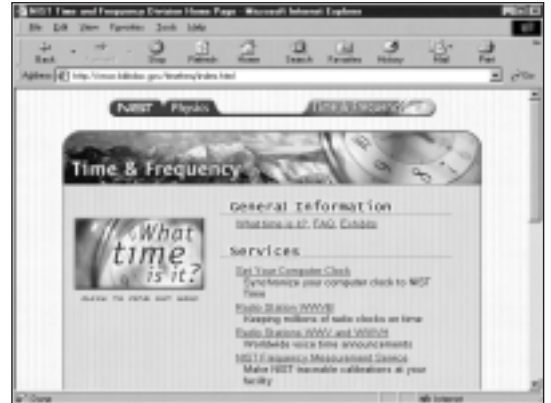 NIST Time and Frequency Division Home Page - Microsoft Internet Explorer
File Edit View Favorites Tools Help
Back Stop Refresh Home Search Favorites History Mail Print
Address
Go
NIST Physics Time & Frequency
Time & Frequency
General Information
What time is it?, FAQ, Exhibits
What
time
is it?
Services
Set Your Computer Clock
Synchronize your computer clock to NIST
Time
Radio Station WWVB
Keeping millions of radio clocks on time
Radio Stations WWV and WWVH
Worldwide voice time announcements
NIST Frequency Measurement Service
Make NIST traceable calibrations at your
facility
Done Internet